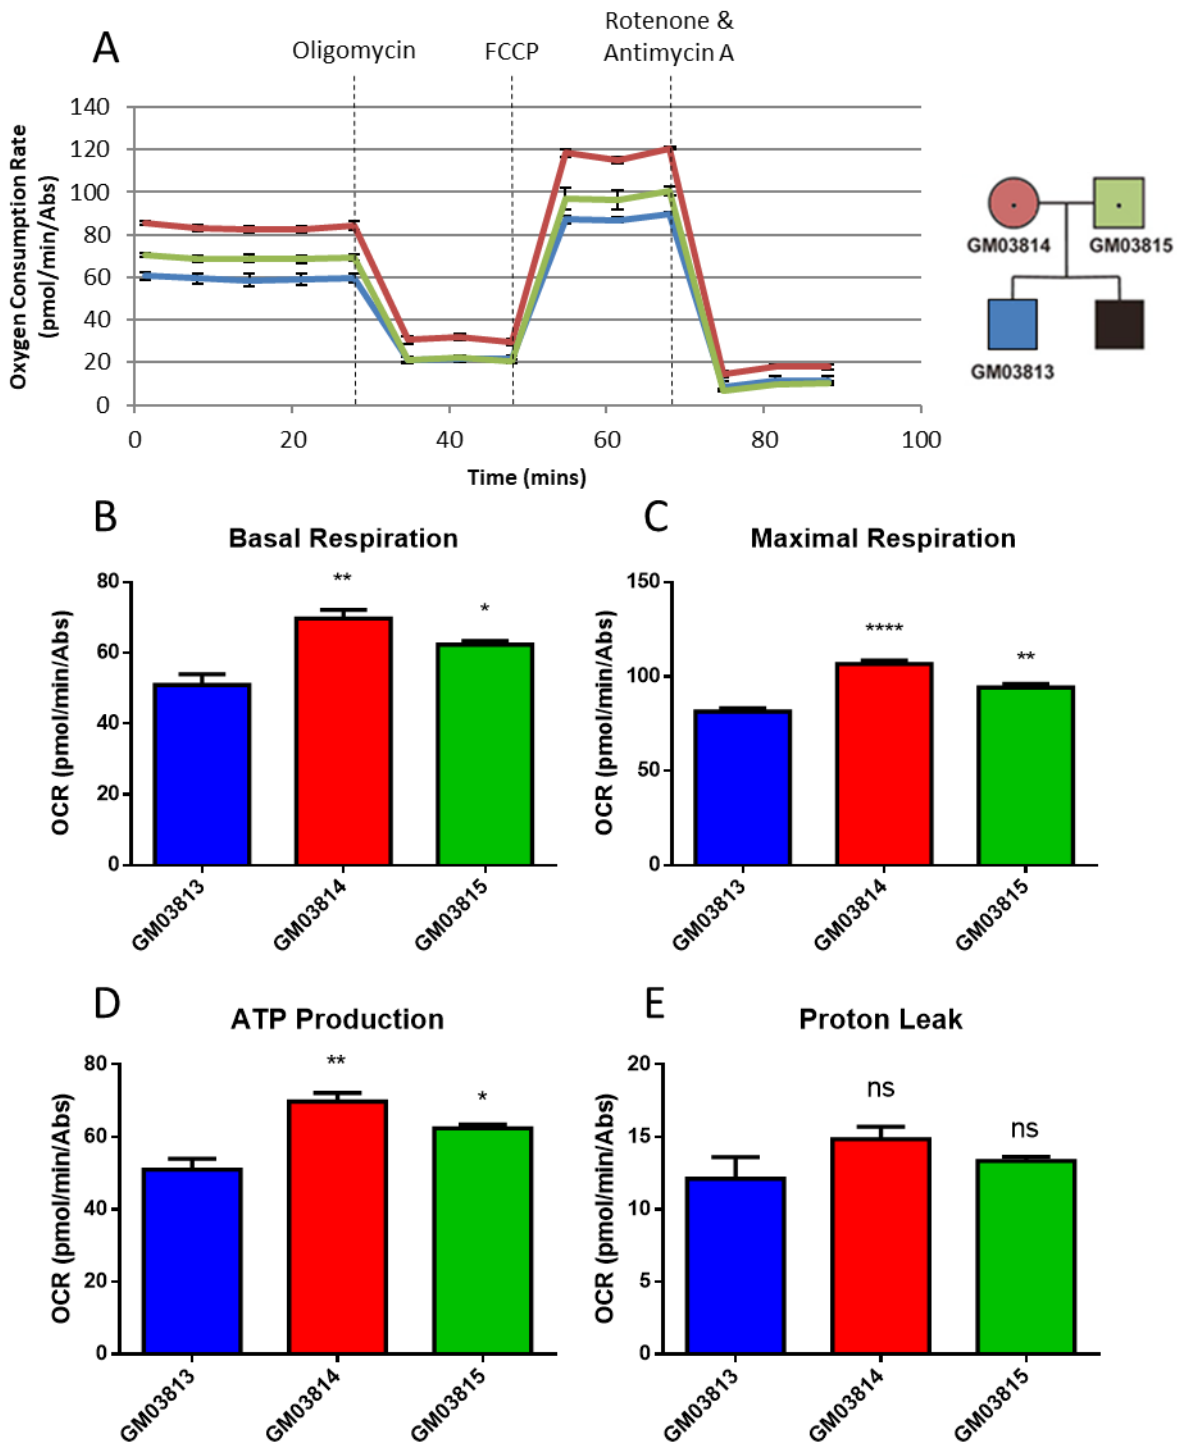 A
Oligomycin
FCCP
Rotenone &
Antimycin A
Oxygen Consumption Rate
(pmol/min/Abs)
140
120
100
80
60
40
20
0
0
20
40
60
80
100
Time (mins)
GM03814
GM03815
GM03813
B
Basal Respiration
OCR (pmol/min/Abs)
80
60
40
20
0
**
*
GM03813
GM03814
GM03815
C
Maximal Respiration
OCR (pmol/min/Abs)
150
100
50
0
****
**
GM03813
GM03814
GM03815
D
ATP Production
OCR (pmol/min/Abs)
80
60
40
20
0
**
*
GM03813
GM03814
GM03815
E
Proton Leak
OCR (pmol/min/Abs)
20
15
10
5
0
ns
ns
GM03813
GM03814
GM03815